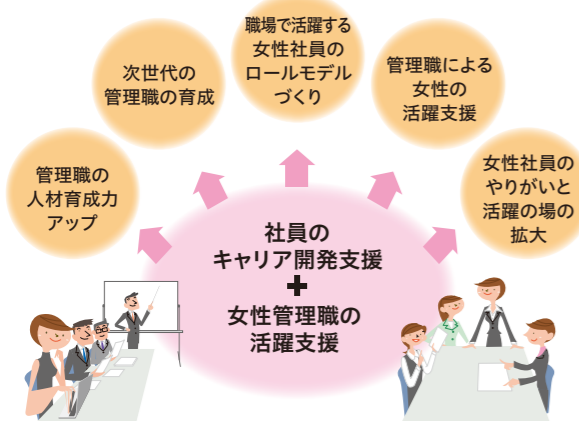 職場で活躍する
女性社員の
ロールモデル
づくり
次世代の
管理職の育成
管理職による
女性の
活躍支援
管理職の
人材育成力
アップ
女性社員の
やりがいと
活躍の場の
拡大
社員の
キャリア開発支援
+
女性管理職の
活躍支援